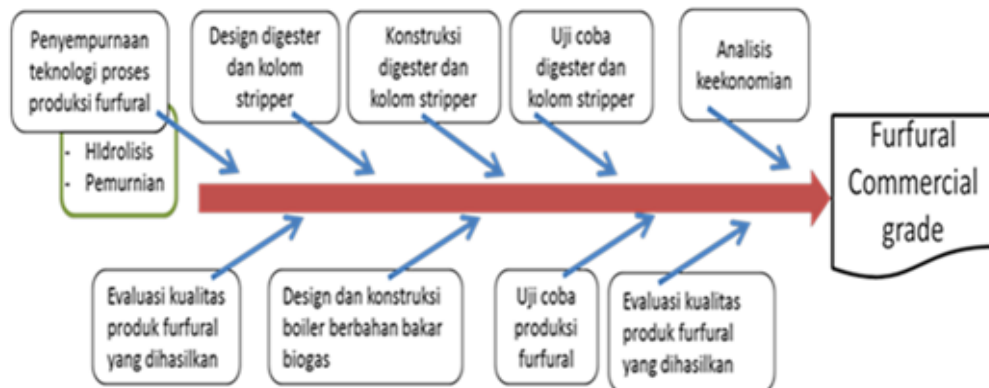 Penyempurnaan
teknologi proses
produksi furfural
- HIdrolisis
- Pemurnian
Design digester
dan kolom
stripper
Konstruksi
digester dan
kolom stripper
Uji coba
digester dan
kolom stripper
Analisis
keekonomian
Furfural
Commercial
grade
Evaluasi kualitas
produk furfural
yang dihasilkan
Design dan konstruksi
boiler berbahan bakar
biogas
Uji coba
produksi
furfural
Evaluasi kualitas
produk furfural
yang dihasilkan